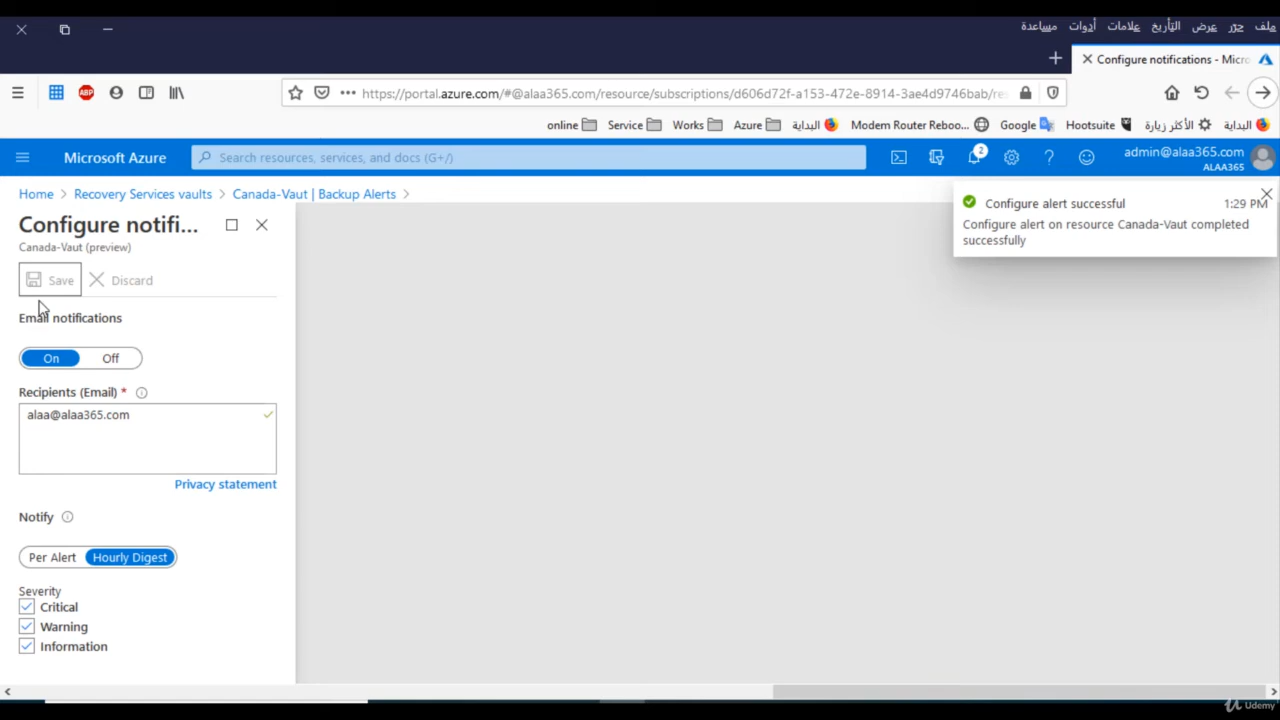 ملف حرّر عرض التأريخ علامات أدوات مساعدة
Configure notifications - Micro
https://portal.azure.com/#@alaa365.com/resource/subscriptions/d606d72f-a153-472e-8914-3ae4d9746bab/re
online Service Works Azure البداية Modem Router Reboo... Google Hootsuite الأكثر زيارة البداية
Microsoft Azure
Search resources, services, and docs (G+/)
2
admin@alaa365.com
ALAA365
Home > Recovery Services vaults > Canada-Vaut | Backup Alerts >
Configure alert successful 1:29 PM
Configure alert on resource Canada-Vaut completed
successfully
Configure notifi...
Canada-Vaut (preview)
Save Discard
Email notifications
On Off
Recipients (Email) *
alaa@alaa365.com
Privacy statement
Notify
Per Alert Hourly Digest
Severity
Critical
Warning
Information
ABP
Udemy